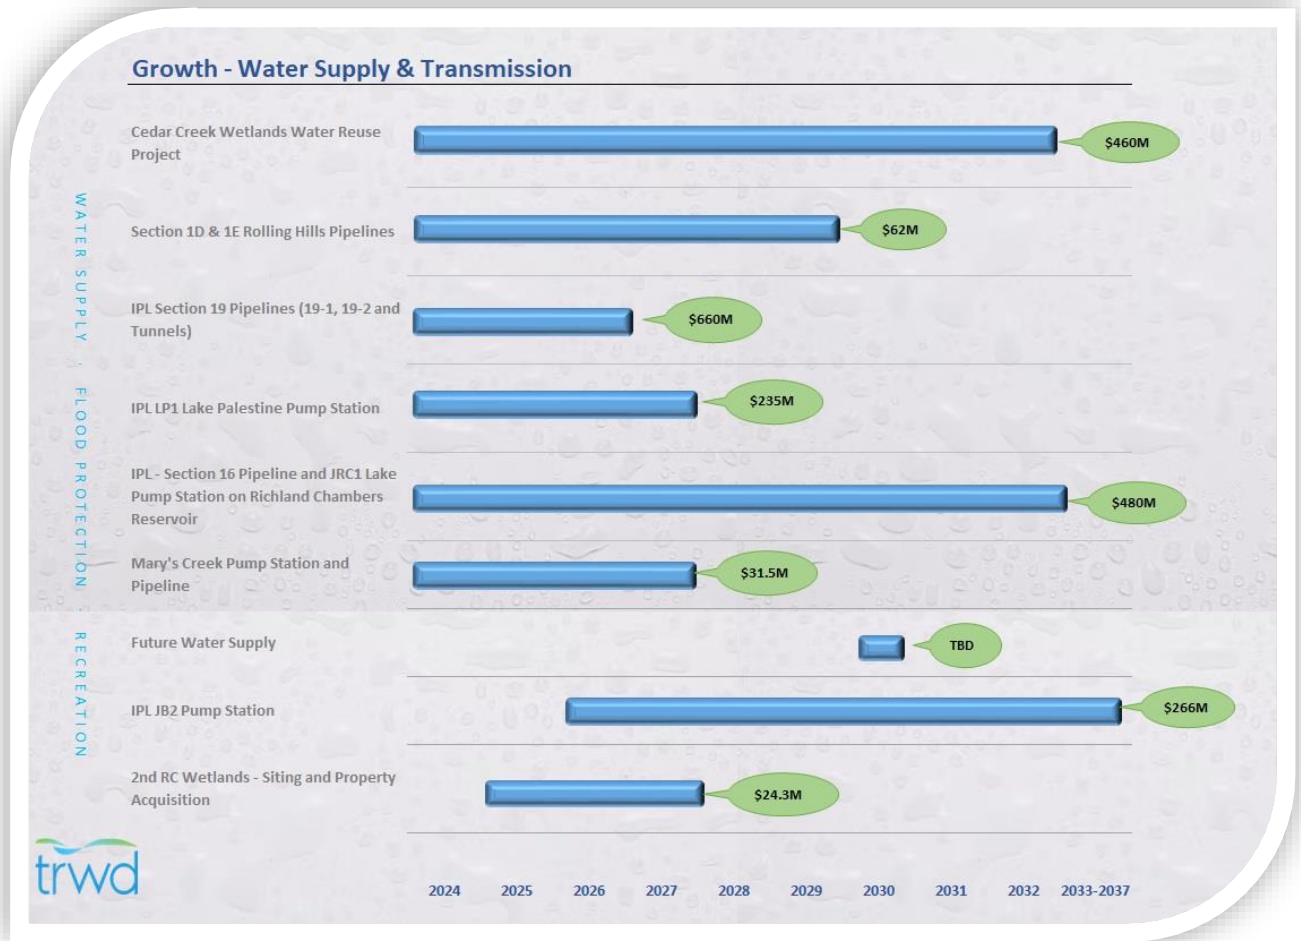 Growth - Water Supply & Transmission
Cedar Creek Wetlands Water Reuse
Project
$460M
Section 1D & 1E Rolling Hills Pipelines
$62M
IPL Section 19 Pipelines (19-1, 19-2 and
Tunnels)
$660M
IPL LP1 Lake Palestine Pump Station
$235M
IPL - Section 16 Pipeline and JRC1 Lake
Pump Station on Richland Chambers
Reservoir
$480M
Mary's Creek Pump Station and
Pipeline
$31.5M
Future Water Supply
TBD
IPL JB2 Pump Station
$266M
2nd RC Wetlands - Siting and Property
Acquisition
$24.3M
2024 2025 2026 2027 2028 2029 2030 2031 2032 2033-2037
WATER SUPPLY · FLOOD PROTECTION · RECREATION
trwd